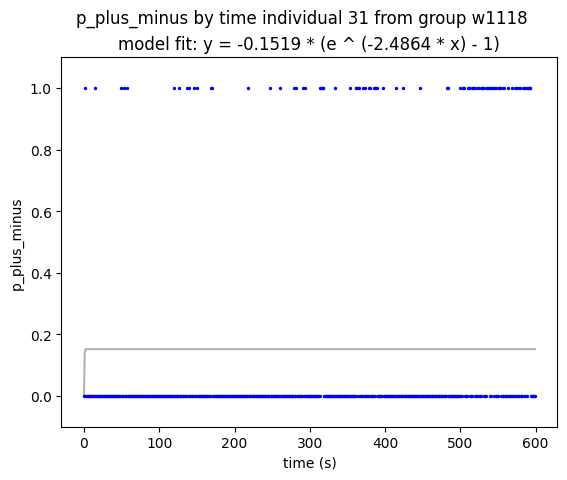 p_plus_minus by time individual 31 from group w1118
model fit: y = -0.1519 * (e ^ (-2.4864 * x) - 1)
1.0
0.8
0.6
0.4
0.2
0.0
p_plus_minus
0 100 200 300 400 500 600
time (s)